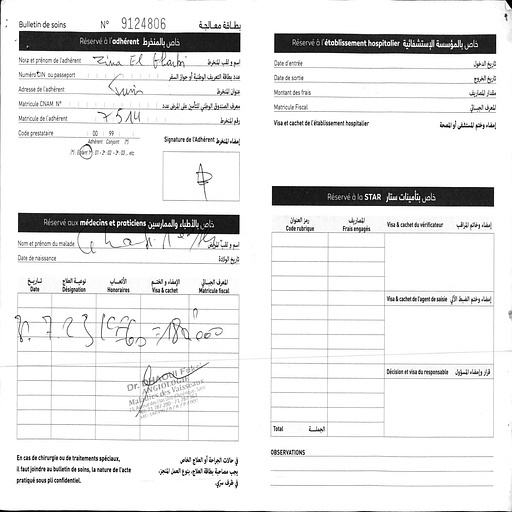 Bulletin de soins N° 9124806 بطاقة معالجة
Réservé à l'adhérent خاص بالمنخرط
Nom et prénom de l'adhérent Zina El اسم و لقب المنخرط
Numéro CIN ou passeport عدد بطاقة التعريف الوطنية أو جواز السفر
Adresse de l'adhérent عنوان المنخرط
Matricule CNAM N° معرف الصندوق الوطني للتأمين على المرض عدد
Matricule de l'adhérent 7514 رقم المنخرط
Code prestataire 00 99
Adhérent Conjoint (*)
(*) Enfant 01 - 02 - 03 .. etc
Signature de l'Adhérent إمضاء المنخرط
Réservé aux médecins et praticiens خاص بالأطباء والممارسين
Nom et prénom du malade اسم و لقب المريض
Date de naissance تاريخ الولادة
تاريخ نوعية العلاج الأتعاب الإمضاء و الختم المعرف الجبائي
Date Désignation Honoraires Visa & cachet Matricule fiscal
7.23 = 180,000
Dr.
ANGIOLOGIE
Maladies des Vaisseaux
En cas de chirurgie ou de traitements spéciaux,
il faut joindre au bulletin de soins, la nature de l'acte
pratiqué sous pli confidentiel.
في حالات الجراحة أو العلاج الخاص
يجب مصاحبة بطاقة العلاج، بنوع العمل المنجز،
في ظرف سري.
Réservé à l'établissement hospitalier خاص بالمؤسسة الإستشفائية
Date d'entrée تاريخ الدخول
Date de sortie تاريخ الخروج
Montant des frais مقدار المصاريف
Matricule Fiscal المعرف الجبائي
Visa et cachet de l'établissement hospitalier إمضاء وختم المستشفى أو المصحة
Réservé à la STAR خاص بتأمينات ستار
رمز العنوان المصاريف
Code rubrique Frais engagés
Visa & cachet du vérificateur إمضاء وختم المراقب
Visa & cachet de l'agent de saisie إمضاء وختم الضبط الآلي
Décision et visa du responsable قرار وإمضاء المسؤول
Total الجملة
OBSERVATIONS